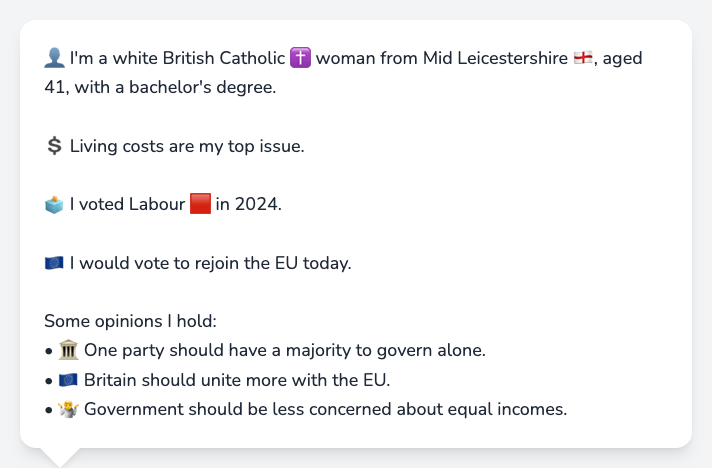 👤 I'm a white British Catholic ✝️ woman from Mid Leicestershire 🏴󠁧󠁢󠁥󠁮󠁧󠁿, aged
41, with a bachelor's degree.
💲 Living costs are my top issue.
🗳️ I voted Labour 🟥 in 2024.
🇪🇺 I would vote to rejoin the EU today.
Some opinions I hold:
• 🏛️ One party should have a majority to govern alone.
• 🇪🇺 Britain should unite more with the EU.
• 🤷 Government should be less concerned about equal incomes.